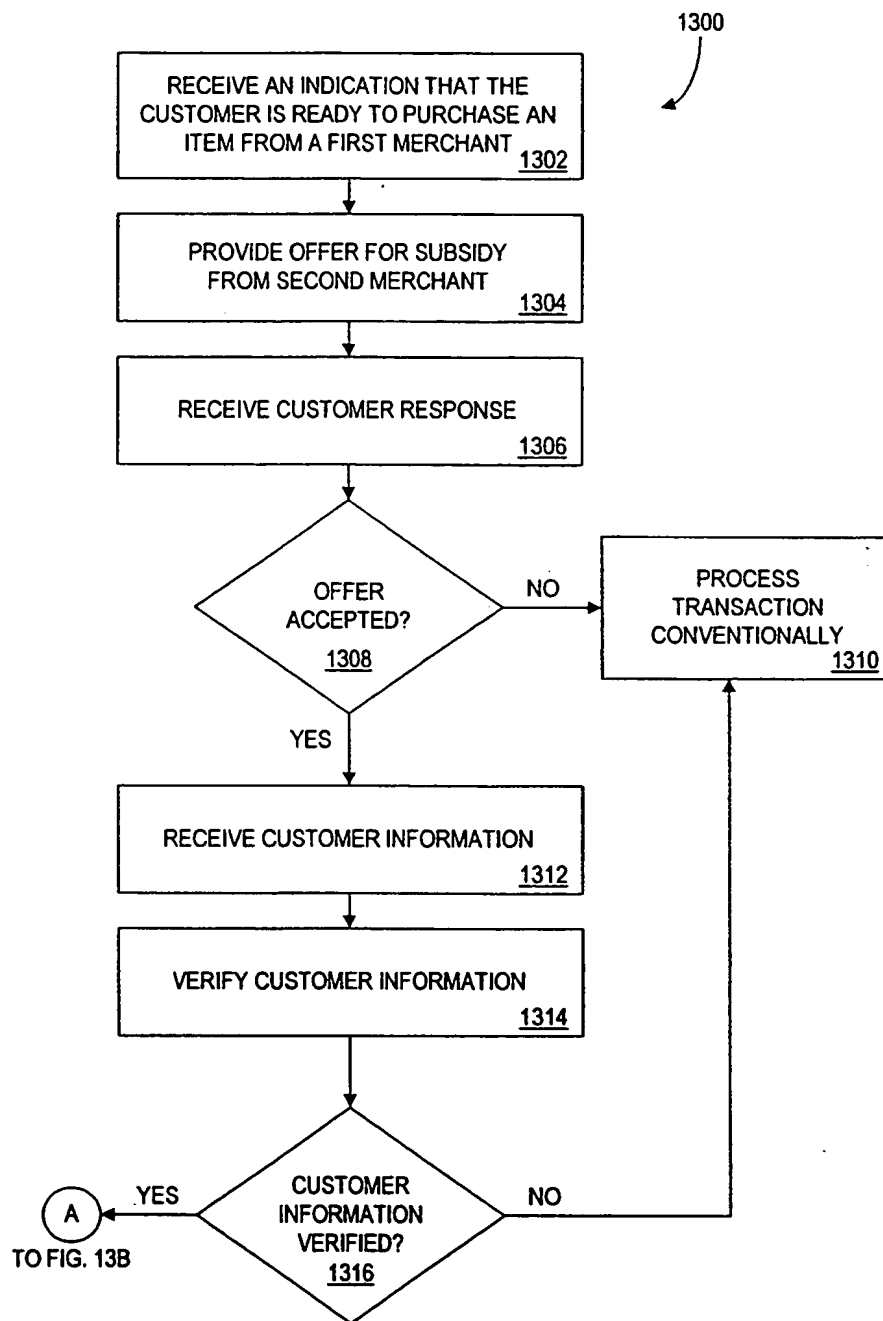 1300
RECEIVE AN INDICATION THAT THE
CUSTOMER IS READY TO PURCHASE AN
ITEM FROM A FIRST MERCHANT
1302
PROVIDE OFFER FOR SUBSIDY
FROM SECOND MERCHANT
1304
RECEIVE CUSTOMER RESPONSE
1306
OFFER
ACCEPTED?
1308
NO
PROCESS
TRANSACTION
CONVENTIONALLY
1310
YES
RECEIVE CUSTOMER INFORMATION
1312
VERIFY CUSTOMER INFORMATION
1314
CUSTOMER
INFORMATION
VERIFIED?
1316
NO
YES
A
TO FIG. 13B